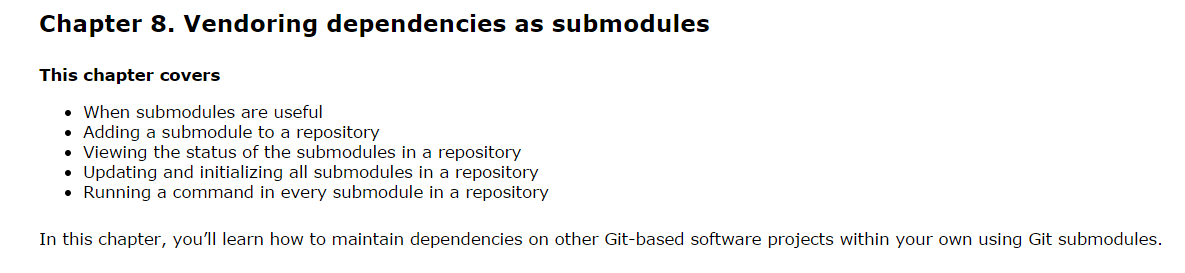 Chapter 8. Vendoring dependencies as submodules
This chapter covers
• When submodules are useful
• Adding a submodule to a repository
• Viewing the status of the submodules in a repository
• Updating and initializing all submodules in a repository
• Running a command in every submodule in a repository
In this chapter, you’ll learn how to maintain dependencies on other Git-based software projects within your own using Git submodules.